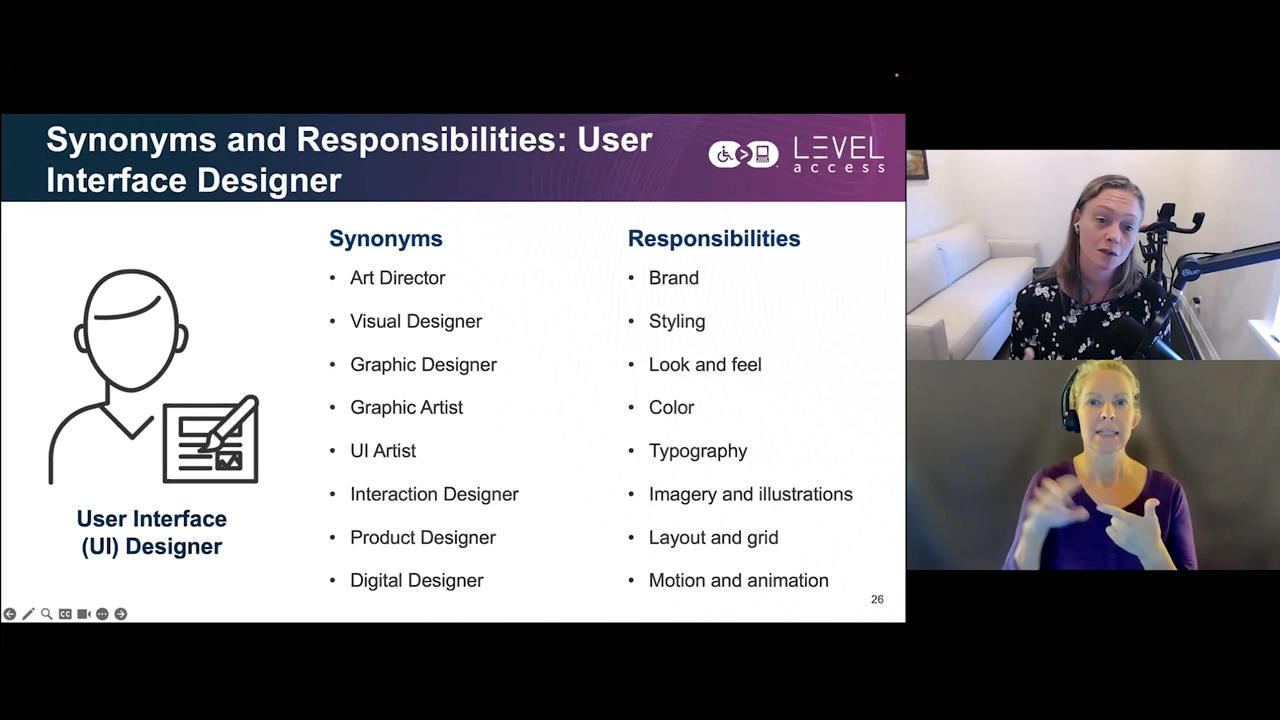 Synonyms and Responsibilities: User
Interface Designer
LEVEL
access
User Interface
(UI) Designer
Synonyms
• Art Director
• Visual Designer
• Graphic Designer
• Graphic Artist
• UI Artist
• Interaction Designer
• Product Designer
• Digital Designer
Responsibilities
• Brand
• Styling
• Look and feel
• Color
• Typography
• Imagery and illustrations
• Layout and grid
• Motion and animation
26